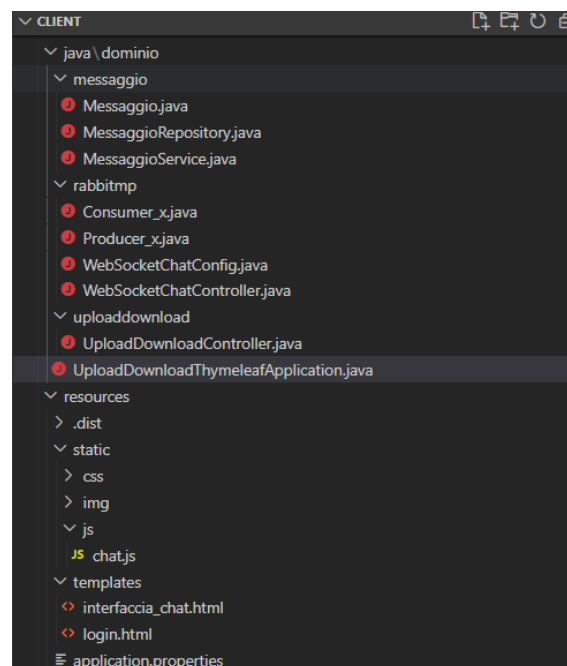 CLIENT
java\dominio
messaggio
J Messaggio.java
J MessaggioRepository.java
J MessaggioService.java
rabbitmp
J Consumer_x.java
J Producer_x.java
J WebSocketChatConfig.java
J WebSocketChatController.java
uploaddownload
J UploadDownloadController.java
J UploadDownloadThymeleafApplication.java
resources
.dist
static
css
img
js
JS chat.js
templates
interfaccia_chat.html
login.html
application.properties